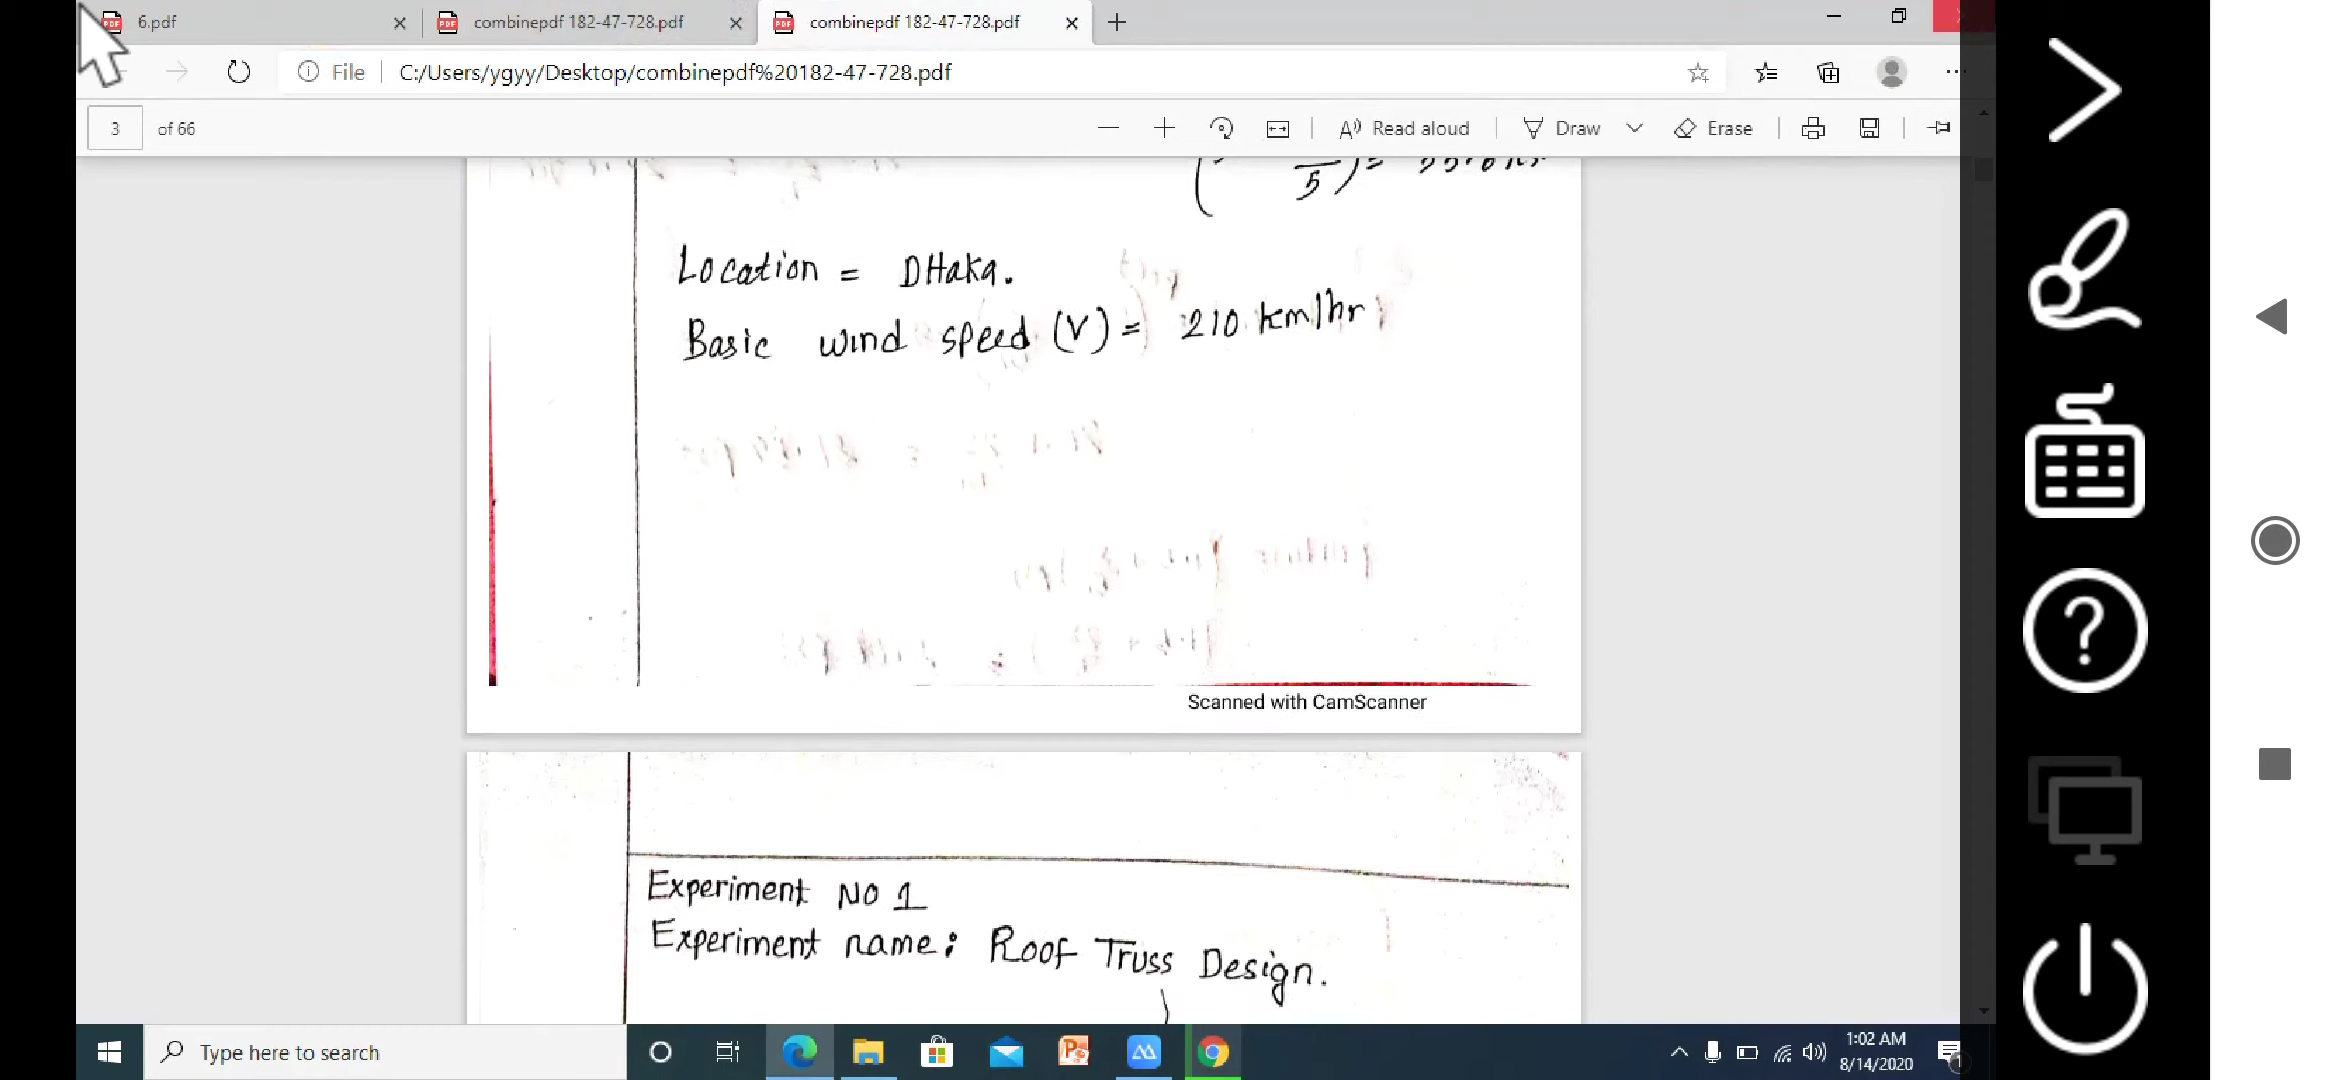 6.pdf
combinepdf 182-47-728.pdf
combinepdf 182-47-728.pdf
File
C:/Users/ygyy/Desktop/combinepdf%20182-47-728.pdf
3 of 66
Read aloud
Draw
Erase
5
Location = DHaka.
Basic wind speed (V) = 210 km/hr
Scanned with CamScanner
Experiment NO 1
Experiment name: Roof Truss Design.
Type here to search
1:02 AM
8/14/2020
1